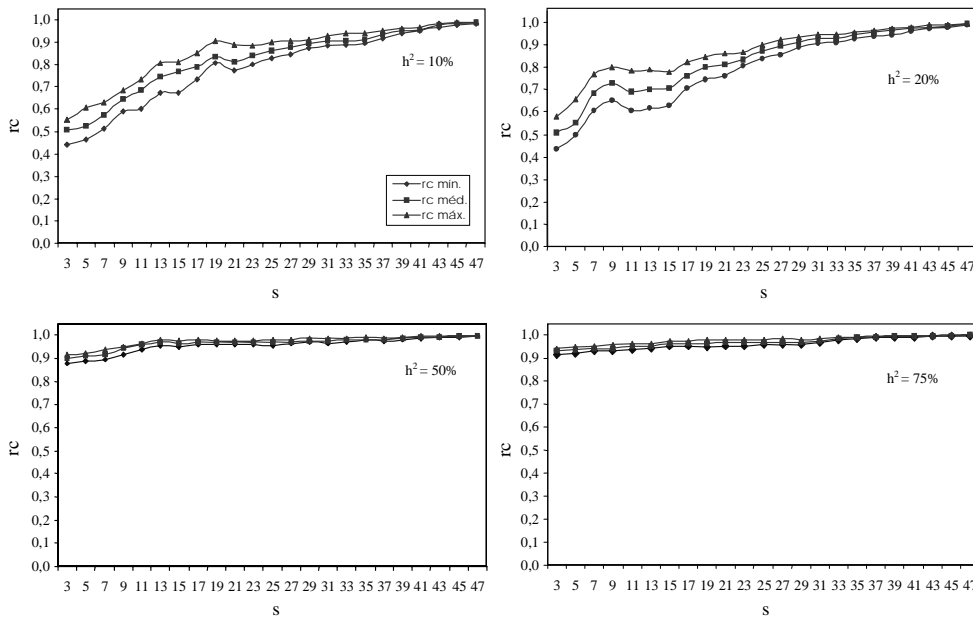 1,0
0,9
0,8
0,7
0,6
0,5
0,4
0,3
0,2
0,1
0,0
rc
h² = 10%
rc mín.
rc méd.
rc máx.
3 5 7 9 11 13 15 17 19 21 23 25 27 29 31 33 35 37 39 41 43 45 47
s
1,0
0,9
0,8
0,7
0,6
0,5
0,4
0,3
0,2
0,1
0,0
rc
h² = 20%
3 5 7 9 11 13 15 17 19 21 23 25 27 29 31 33 35 37 39 41 43 45 47
s
1,0
0,9
0,8
0,7
0,6
0,5
0,4
0,3
0,2
0,1
0,0
rc
h² = 50%
3 5 7 9 11 13 15 17 19 21 23 25 27 29 31 33 35 37 39 41 43 45 47
s
1,0
0,9
0,8
0,7
0,6
0,5
0,4
0,3
0,2
0,1
0,0
rc
h² = 75%
3 5 7 9 11 13 15 17 19 21 23 25 27 29 31 33 35 37 39 41 43 45 47
s